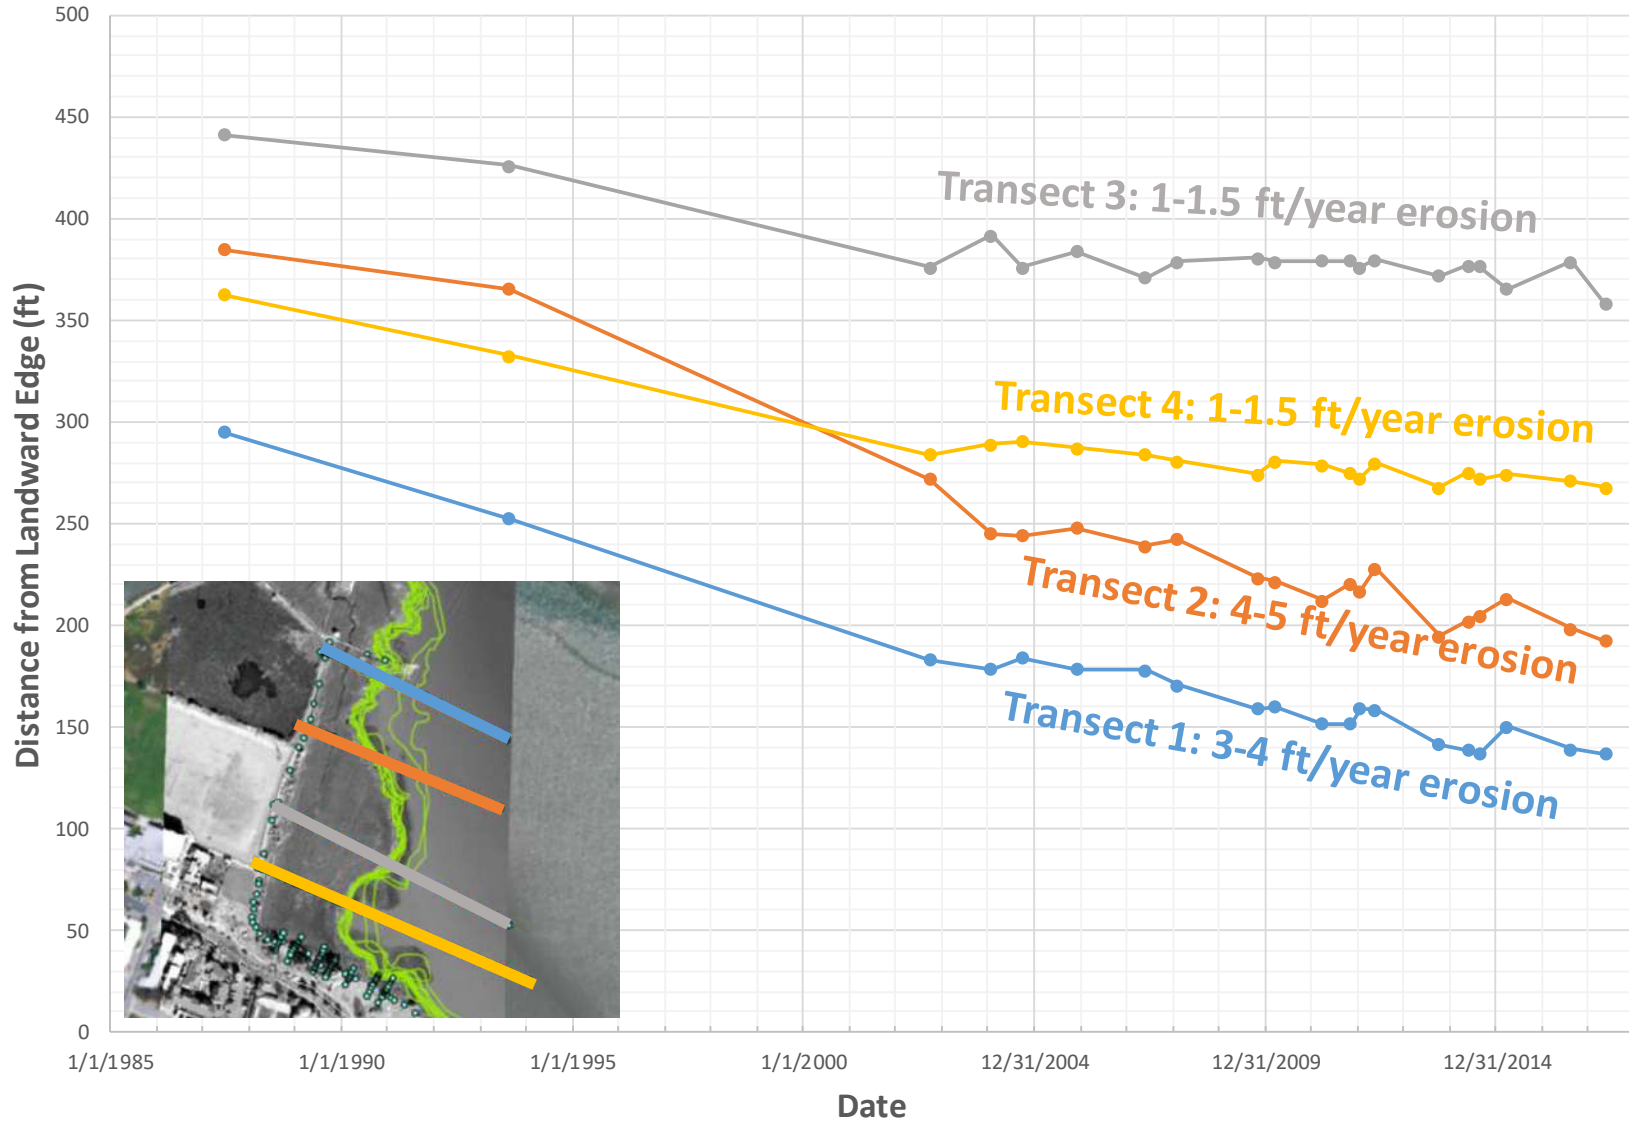 500
450
400
350
300
250
200
150
100
50
0
Distance from Landward Edge (ft)
Transect 3: 1-1.5 ft/year erosion
Transect 4: 1-1.5 ft/year erosion
Transect 2: 4-5 ft/year erosion
Transect 1: 3-4 ft/year erosion
1/1/1985 1/1/1990 1/1/1995 1/1/2000 12/31/2004 12/31/2009 12/31/2014
Date